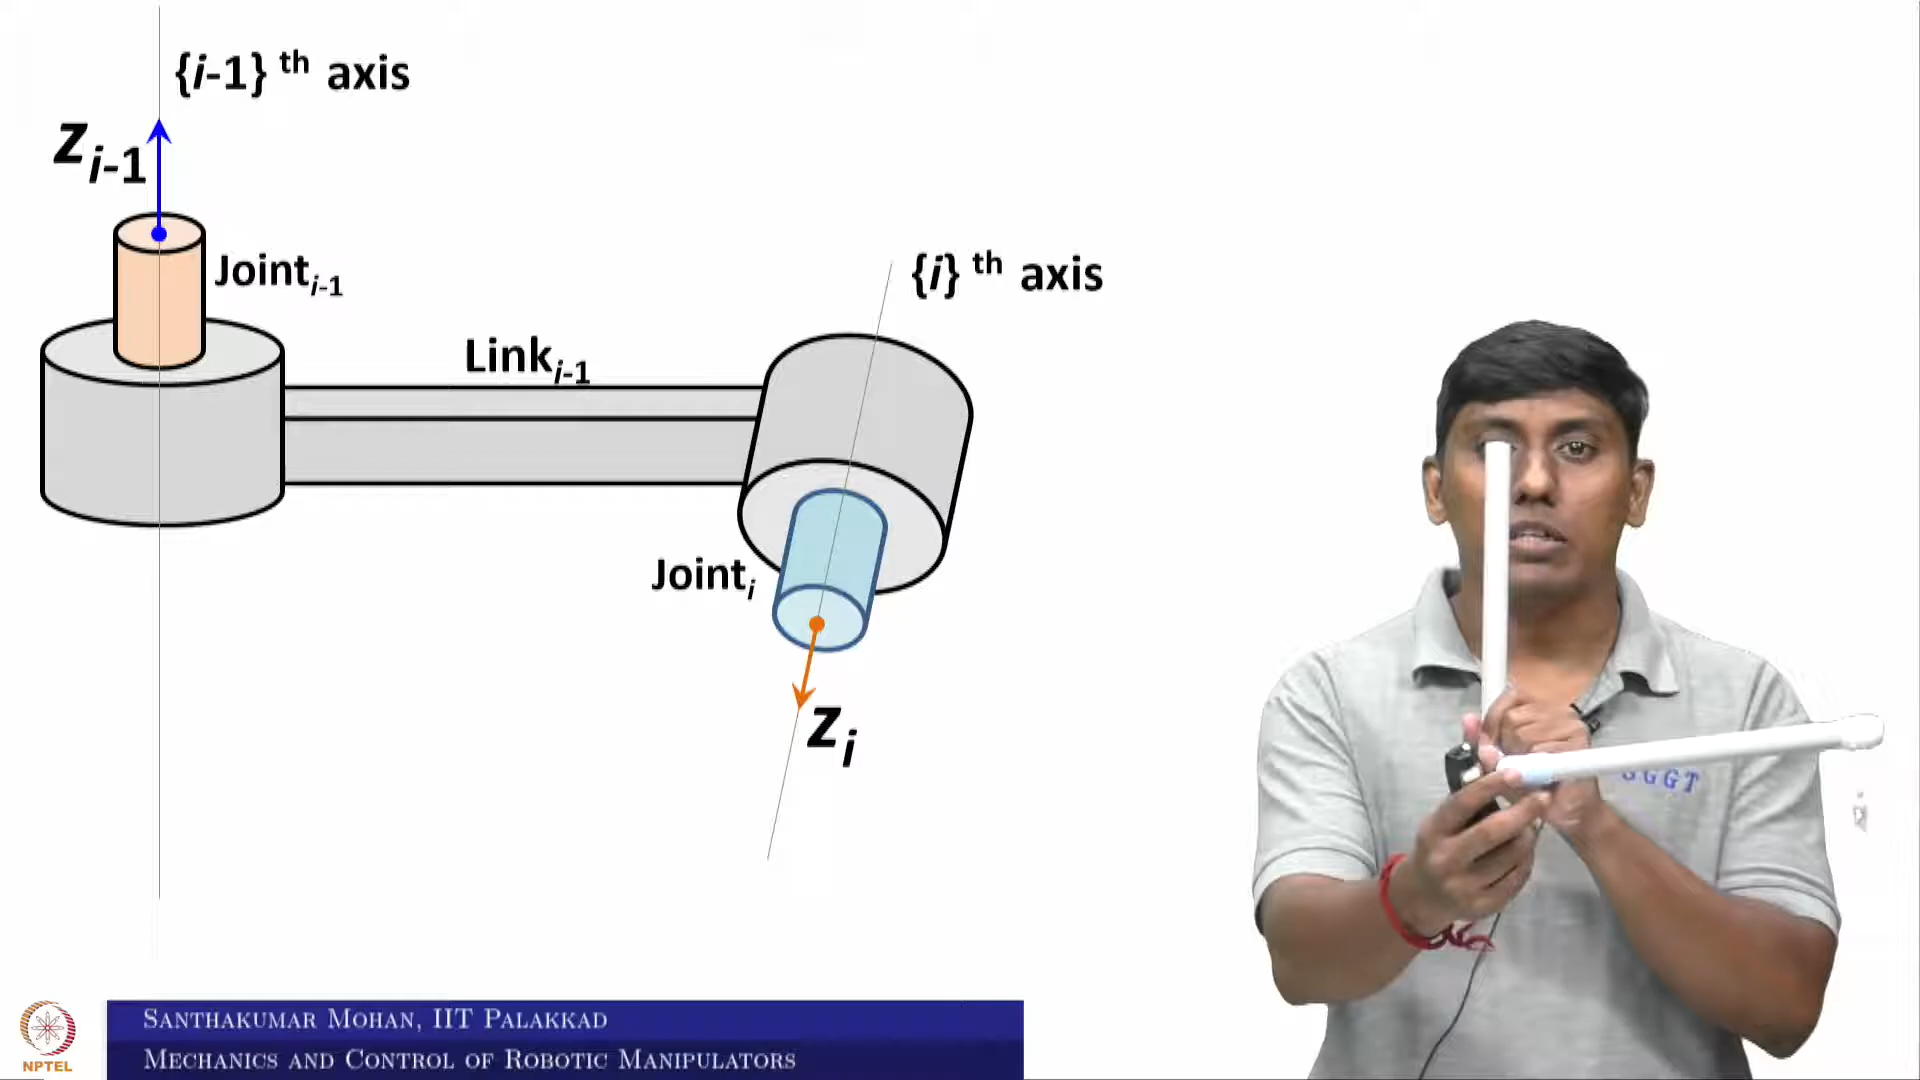 {i-1} th axis
Z i-1
Joint i-1
{i} th axis
Link i-1
Joint i
Z i
GGT
SANTHAKUMAR MOHAN, IIT PALAKKAD
MECHANICS AND CONTROL OF ROBOTIC MANIPULATORS
NPTEL